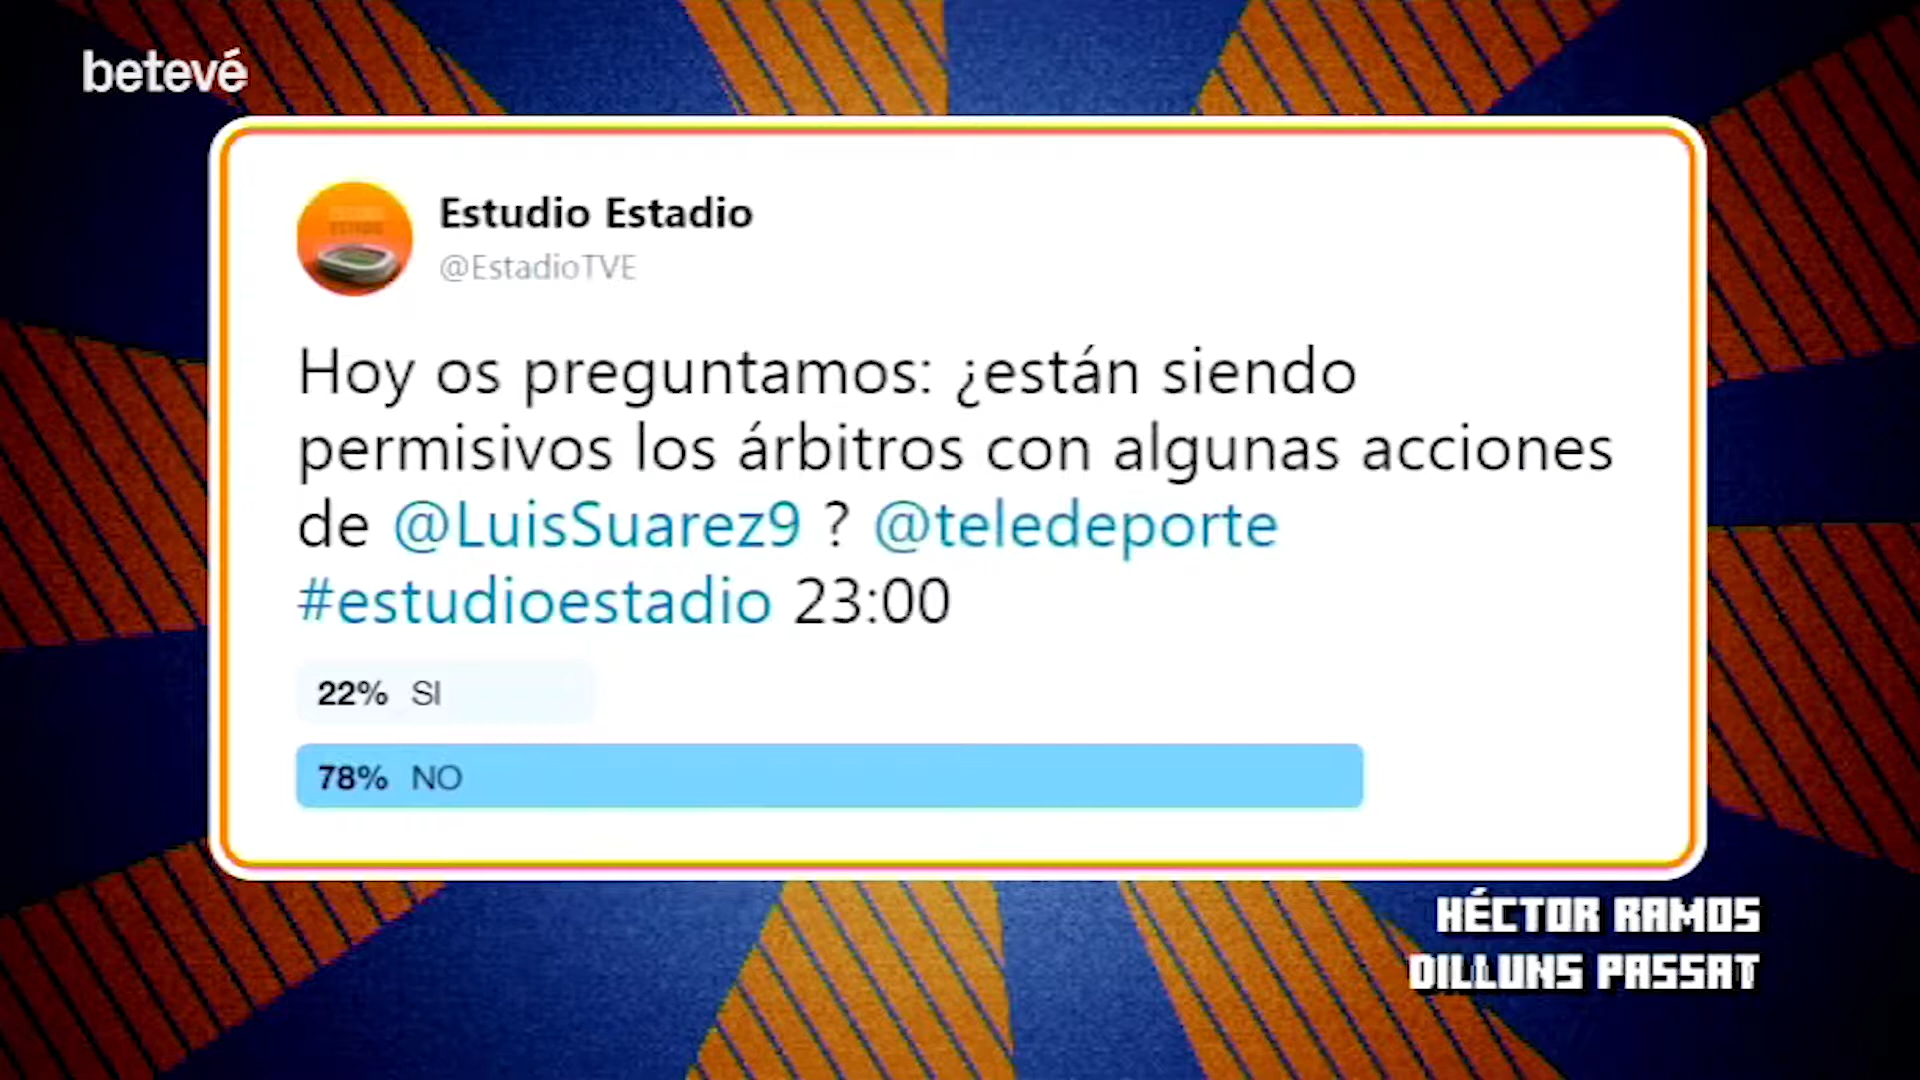 betevé
Estudio Estadio
@EstadioTVE
Hoy os preguntamos: ¿están siendo
permisivos los árbitros con algunas acciones
de @LuisSuarez9 ? @teledeporte
#estudioestadio 23:00
22% SI
78% NO
HÉCTOR RAMOS
DILLUNS PASSAT